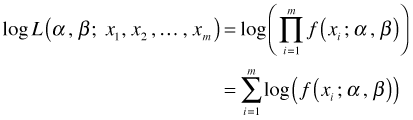 log L(α, β; x₁, x₂, …, xₘ) = log(∏ᵢ₌₁ᵐ f(xᵢ; α, β))
= ∑ᵢ₌₁ᵐ log(f(xᵢ; α, β))